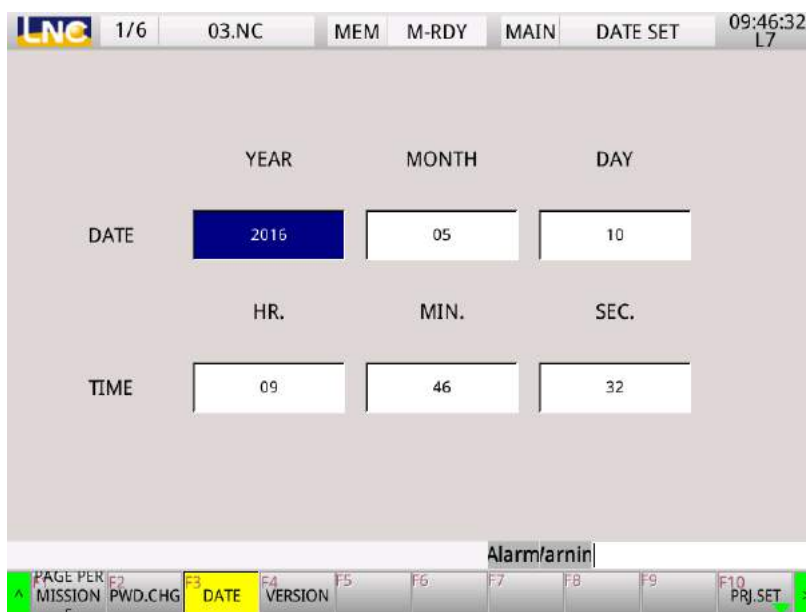 LNC 1/6 03.NC MEM M-RDY MAIN DATE SET 09:46:32
L7
YEAR MONTH DAY
DATE 2016 05 10
HR. MIN. SEC.
TIME 09 46 32
Alarm/arnin
F1 PAGE PER F2 F3 F4 F5 F6 F7 F8 F9 F10
MISSION PWD.CHG DATE VERSION PRJ.SET